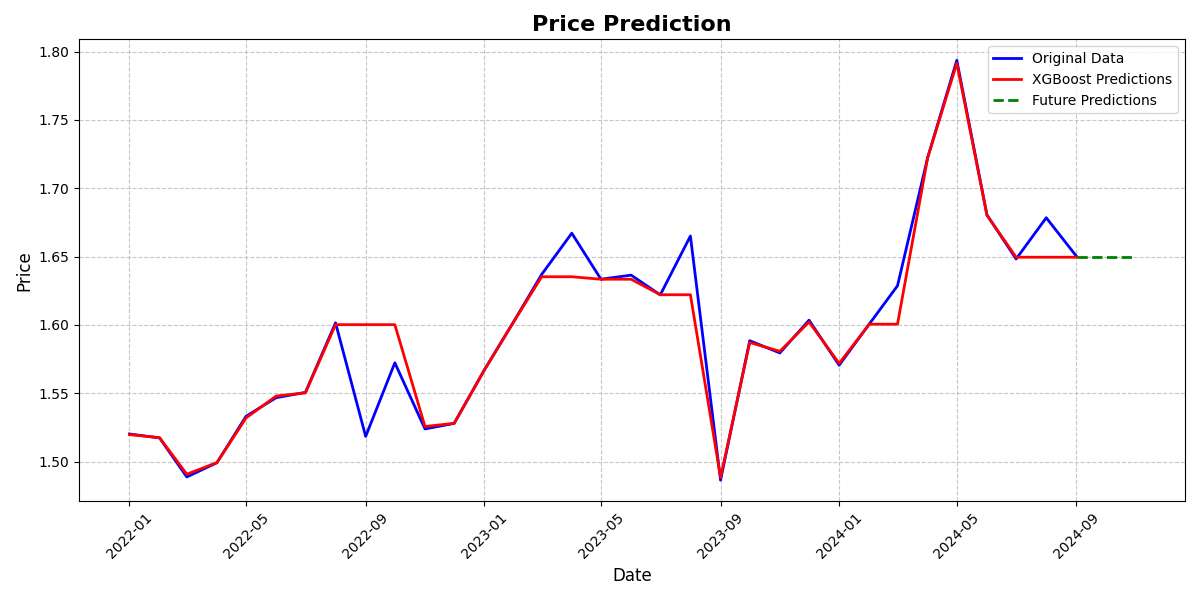 Price Prediction
Price
1.80
1.75
1.70
1.65
1.60
1.55
1.50
Original Data
XGBoost Predictions
Future Predictions
2022-01
2022-05
2022-09
2023-01
2023-05
2023-09
2024-01
2024-05
2024-09
Date